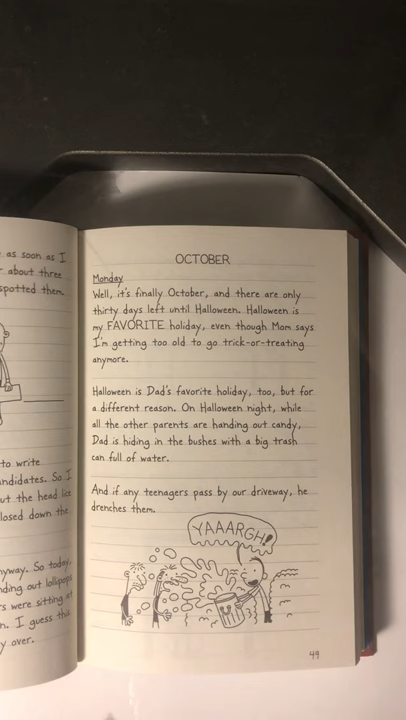 as soon as I
about three
spotted them.
to write
andidates. So I
ut the head lice
losed down the
nyway. So today,
nding out lollipops
rs were sitting at
n. I guess this
y over.
OCTOBER
Monday
Well, it's finally October, and there are only
thirty days left until Halloween. Halloween is
my FAVORITE holiday, even though Mom says
I'm getting too old to go trick-or-treating
anymore.
Halloween is Dad's favorite holiday, too, but for
a different reason. On Halloween night, while
all the other parents are handing out candy,
Dad is hiding in the bushes with a big trash
can full of water.
And if any teenagers pass by our driveway, he
drenches them.
YAAARGH!
49